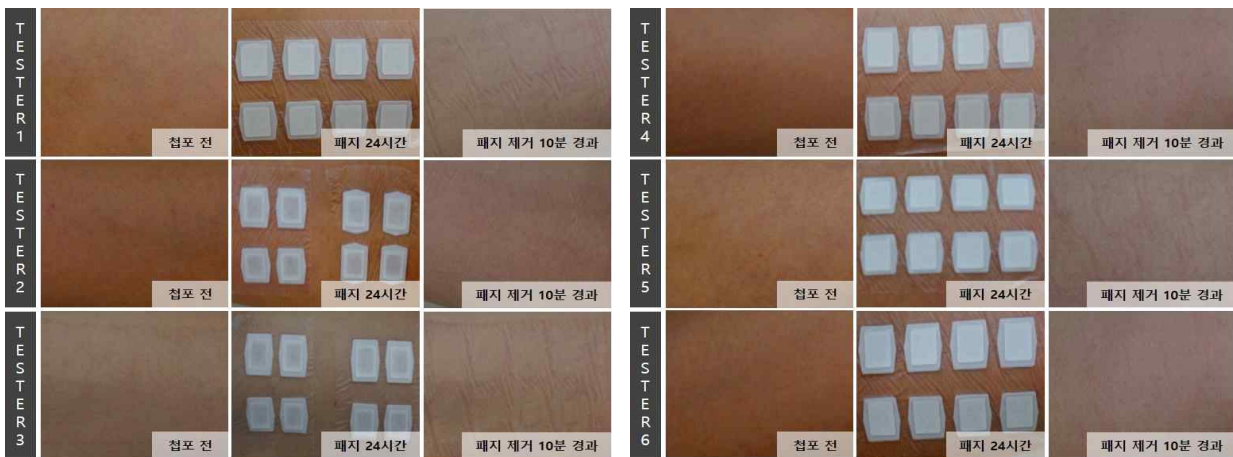 TESTER1
첩포 전
패지 24시간
패지 제거 10분 경과
TESTER4
첩포 전
패지 24시간
패지 제거 10분 경과
TESTER2
첩포 전
패지 24시간
패지 제거 10분 경과
TESTER5
첩포 전
패지 24시간
패지 제거 10분 경과
TESTER3
첩포 전
패지 24시간
패지 제거 10분 경과
TESTER6
첩포 전
패지 24시간
패지 제거 10분 경과